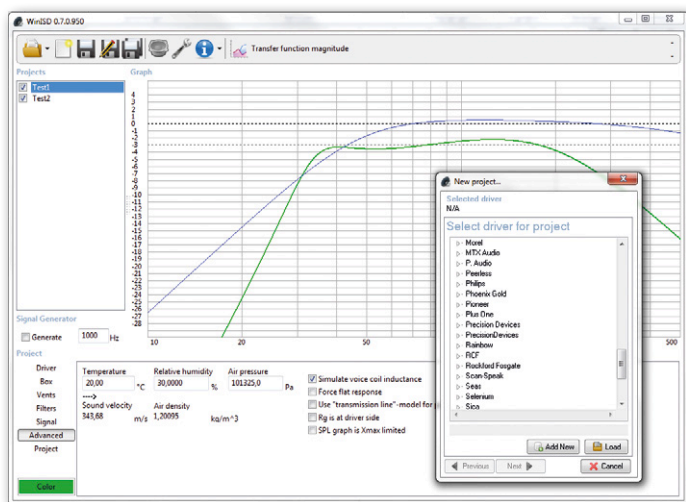 WinISD 0.7.0.950
Transfer function magnitude
Projects
Graph
Test1
Test2
4
3
2
1
0
-1
-2
-3
-4
-5
-6
-7
-8
-9
-10
-11
-12
-13
-14
-15
-16
-17
-18
-19
-20
-21
-22
-23
-24
-25
-26
-27
-28
10
20
50
500
Signal Generator
Generate 1000 Hz
Project
Driver
Box
Vents
Filters
Signal
Advanced
Project
Color
Temperature Relative humidity Air pressure
20,00 °C 30,0000 % 101325,0 Pa
---->
Sound velocity Air density
343,68 m/s 1,20095 kg/m^3
Simulate voice coil inductance
Force flat response
Use "transmission line"-model for
Rg is at driver side
SPL graph is Xmax limited
New project...
Selected driver
N/A
Select driver for project
Morel
MTX Audio
P. Audio
Peerless
Philips
Phoenix Gold
Pioneer
Plus One
Precision Devices
PrecisionDevices
Rainbow
RCF
Rockford Fosgate
Scan-Speak
Seas
Selenium
Sica
Add New
Load
Previous
Next
Cancel